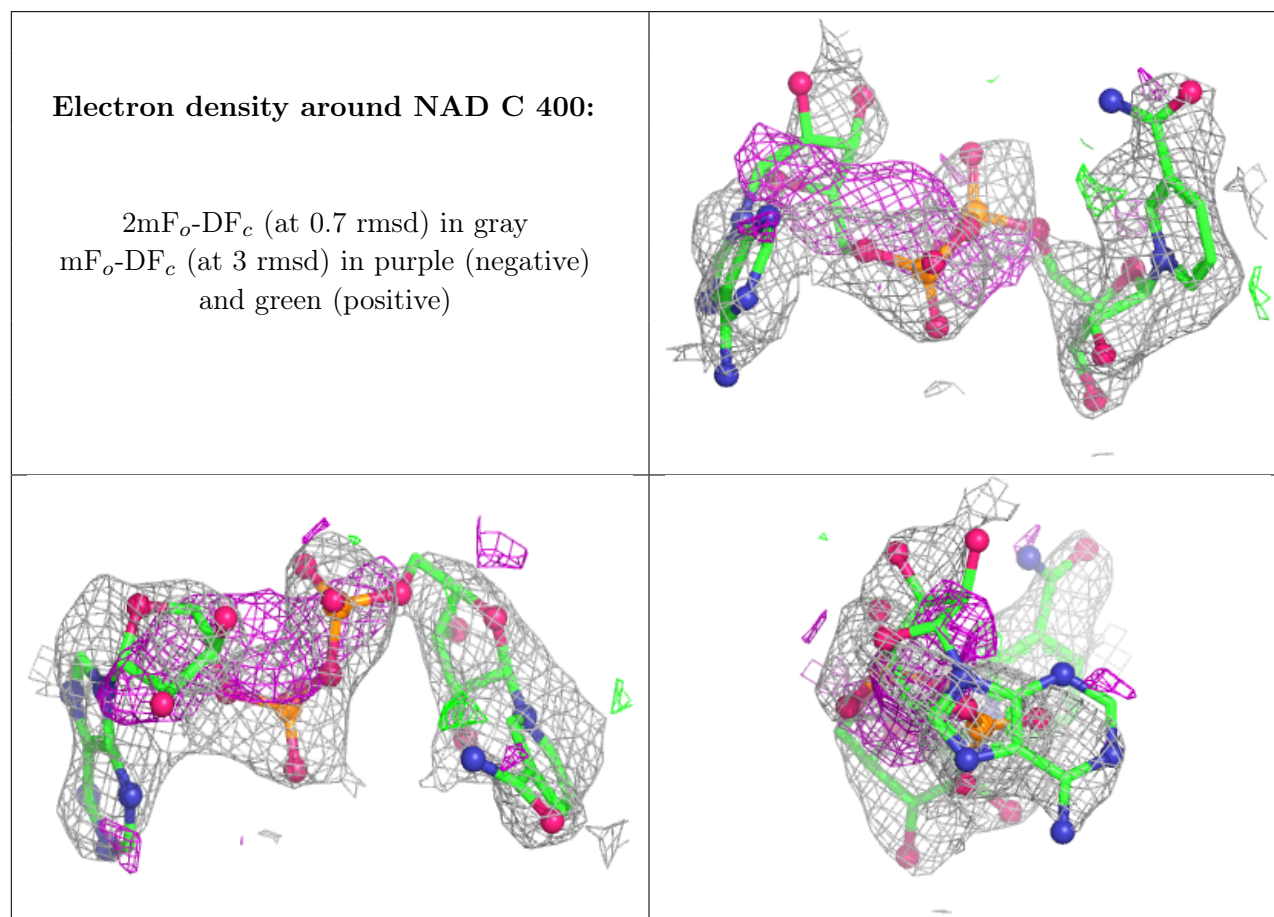 Electron density around NAD C 400:
2mFo-DFc (at 0.7 rmsd) in gray
mFo-DFc (at 3 rmsd) in purple (negative)
and green (positive)